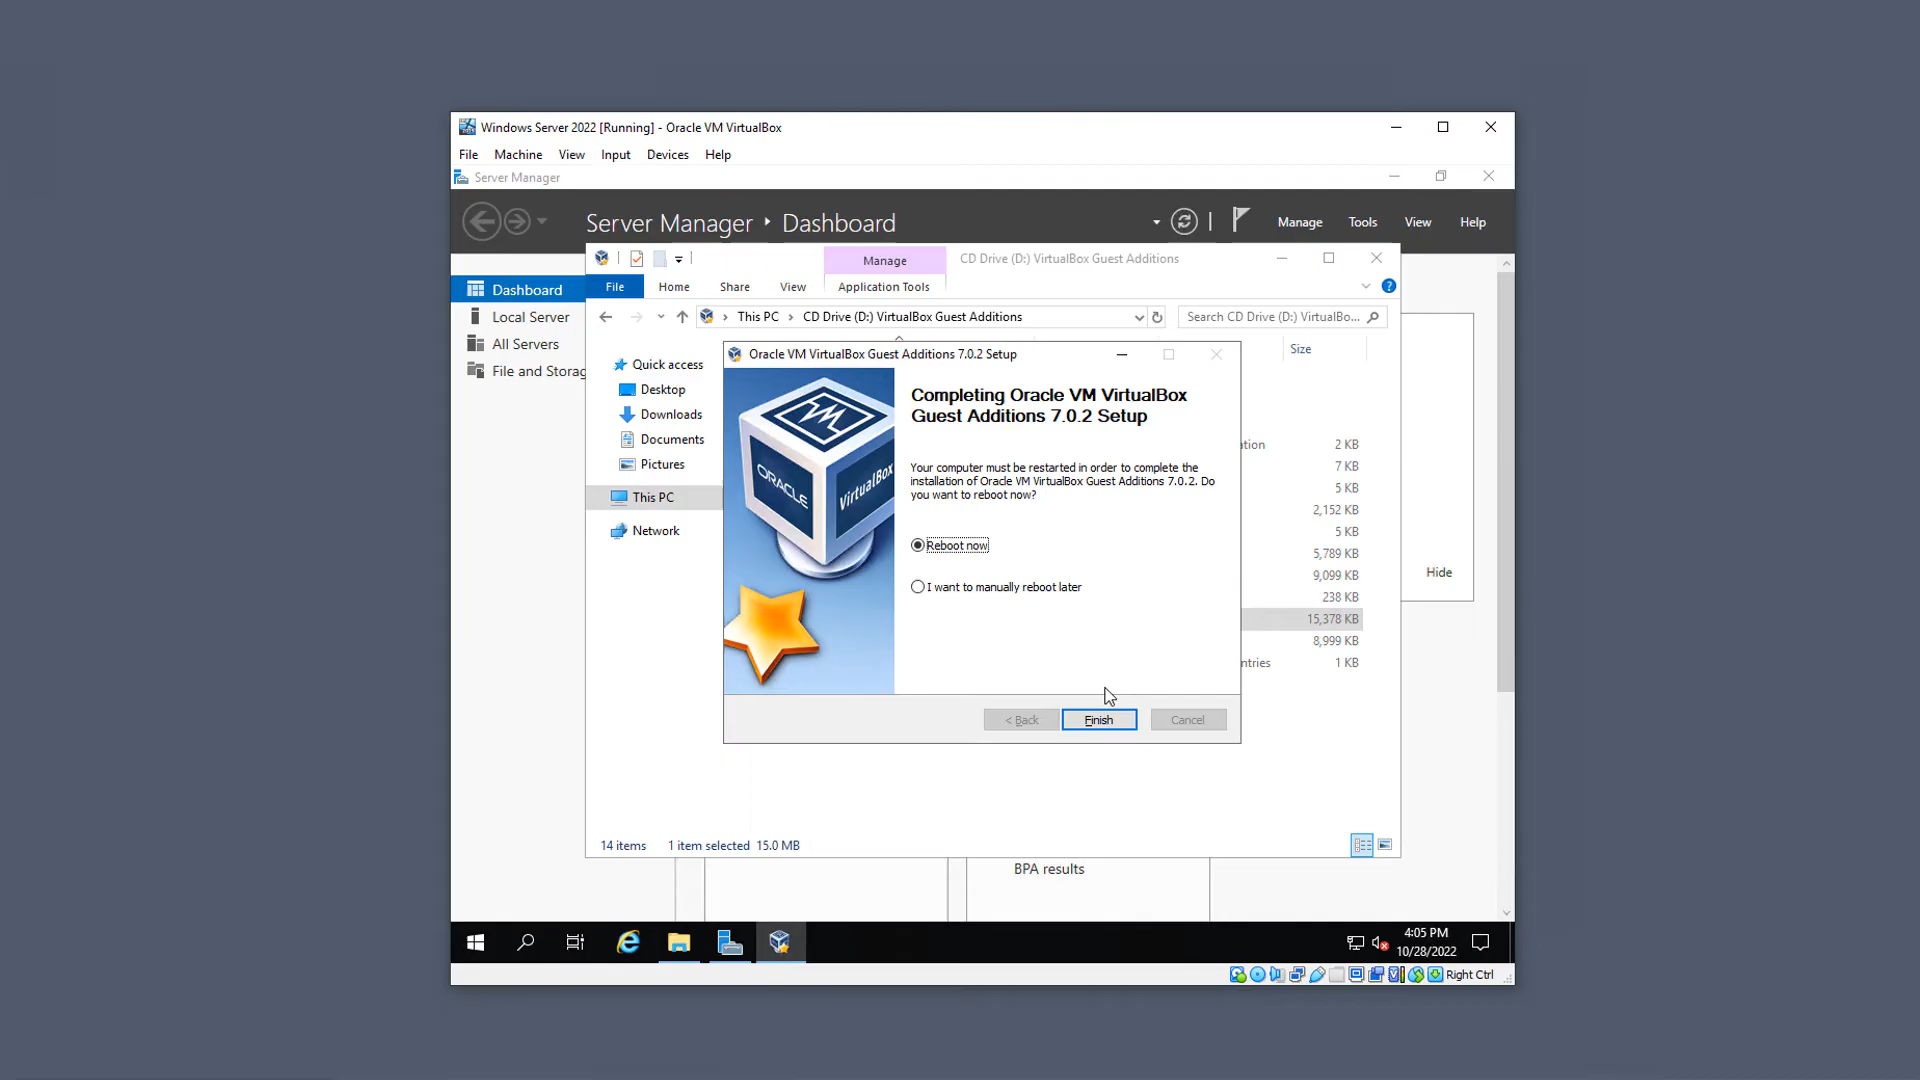 Windows Server 2022 [Running] - Oracle VM VirtualBox
File Machine View Input Devices Help
Server Manager
Server Manager ‣ Dashboard
Manage Tools View Help
Manage
CD Drive (D:) VirtualBox Guest Additions
File Home Share View Application Tools
This PC › CD Drive (D:) VirtualBox Guest Additions
Search CD Drive (D:) VirtualBo...
Dashboard
Local Server
All Servers
File and Storag
Quick access
Desktop
Downloads
Documents
Pictures
This PC
Network
Size
Oracle VM VirtualBox Guest Additions 7.0.2 Setup
ORACLE
VirtualBox
Completing Oracle VM VirtualBox
Guest Additions 7.0.2 Setup
Your computer must be restarted in order to complete the
installation of Oracle VM VirtualBox Guest Additions 7.0.2. Do
you want to reboot now?
Reboot now
I want to manually reboot later
< Back
Finish
Cancel
ation 2 KB
7 KB
5 KB
2,152 KB
5 KB
5,789 KB
9,099 KB
238 KB
15,378 KB
8,999 KB
ntries 1 KB
Hide
14 items 1 item selected 15.0 MB
BPA results
4:05 PM
10/28/2022
Right Ctrl